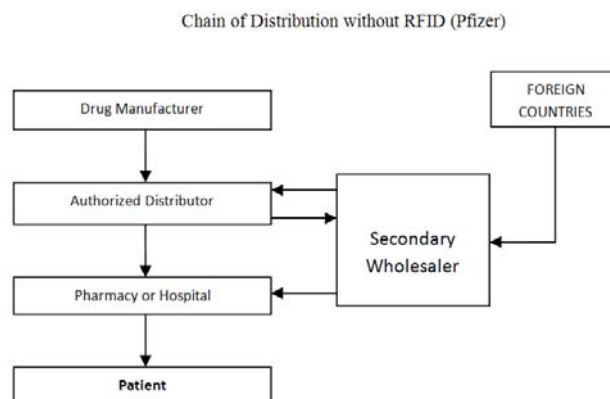 Chain of Distribution without RFID (Pfizer)
Drug Manufacturer
FOREIGN
COUNTRIES
Authorized Distributor
Secondary
Wholesaler
Pharmacy or Hospital
Patient